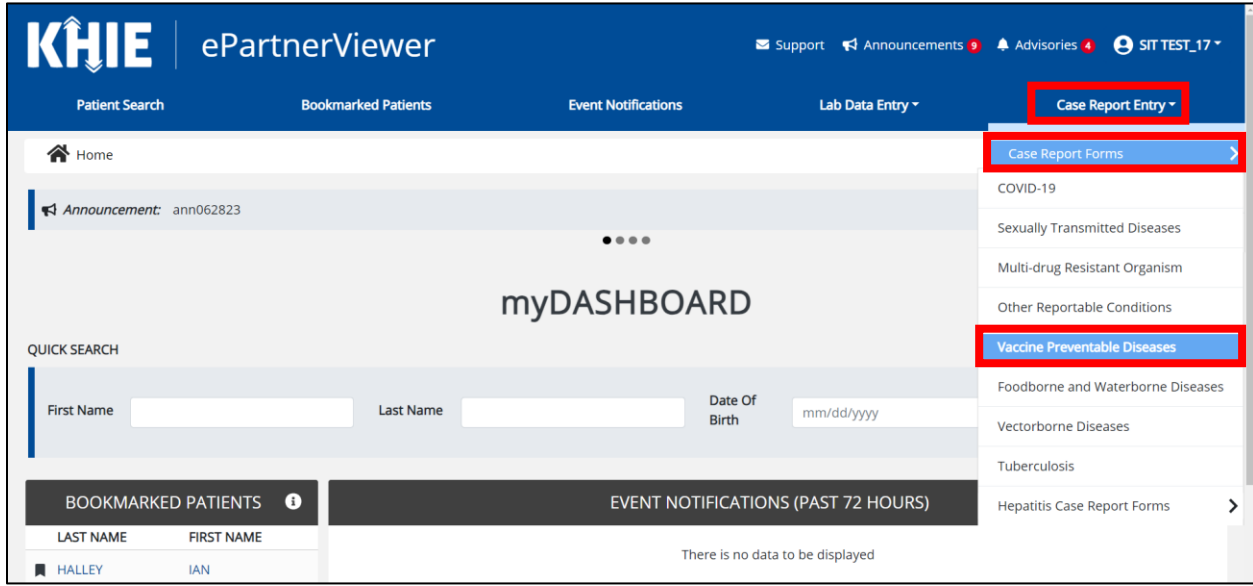 KHIE ePartnerViewer
Support Announcements 9 Advisories 4 SIT TEST_17
Patient Search Bookmarked Patients Event Notifications Lab Data Entry Case Report Entry
Home
Case Report Forms
COVID-19
Announcement: ann062823
Sexually Transmitted Diseases
Multi-drug Resistant Organism
myDASHBOARD
Other Reportable Conditions
QUICK SEARCH
Vaccine Preventable Diseases
Foodborne and Waterborne Diseases
First Name Last Name Date Of Birth mm/dd/yyyy
Vectorborne Diseases
Tuberculosis
BOOKMARKED PATIENTS EVENT NOTIFICATIONS (PAST 72 HOURS)
Hepatitis Case Report Forms
LAST NAME FIRST NAME
There is no data to be displayed
HALLEY IAN